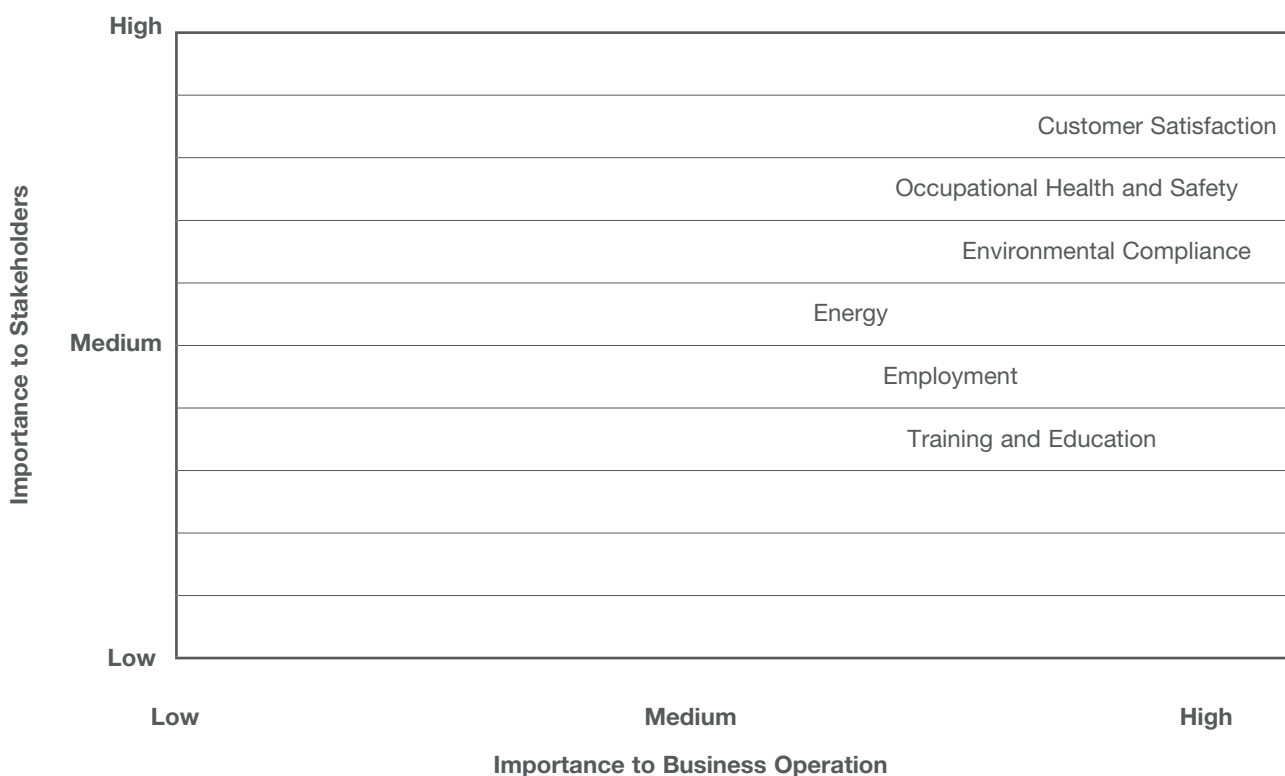 High
Customer Satisfaction
Occupational Health and Safety
Environmental Compliance
Energy
Medium
Employment
Training and Education
Low
Importance to Stakeholders
Low Medium High
Importance to Business Operation